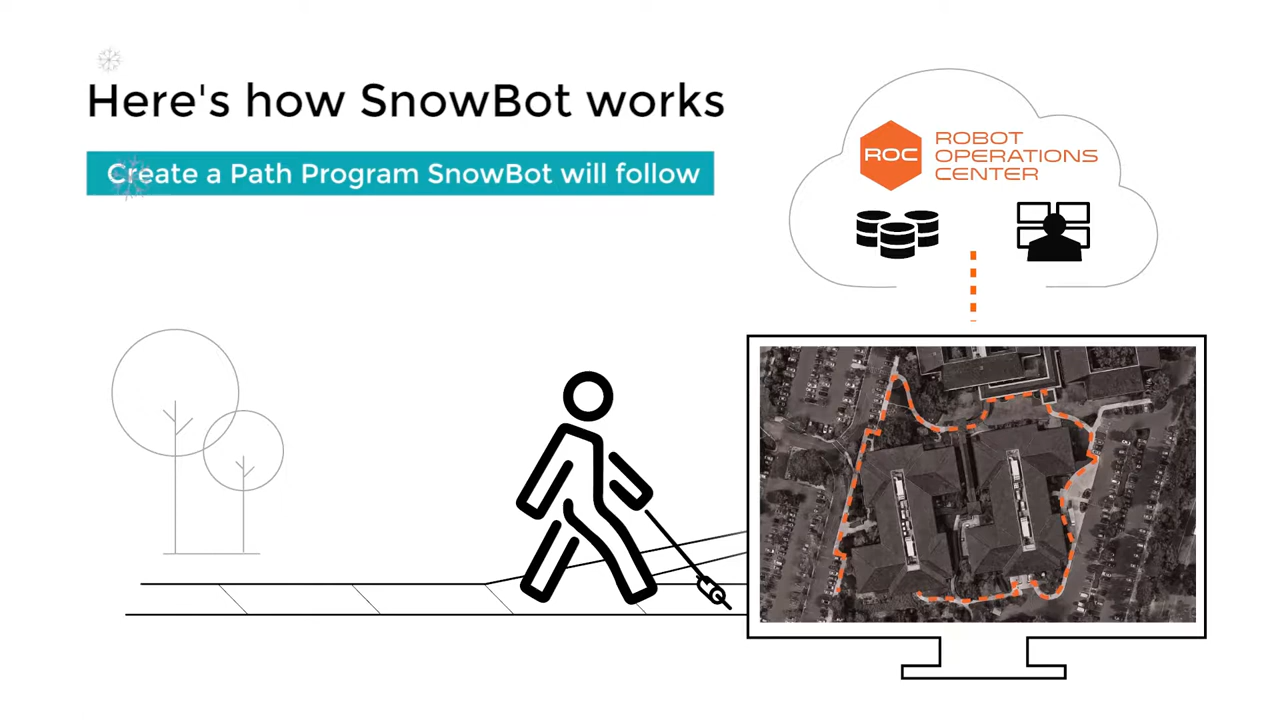 Here's how SnowBot works
Create a Path Program SnowBot will follow
ROC
ROBOT
OPERATIONS
CENTER